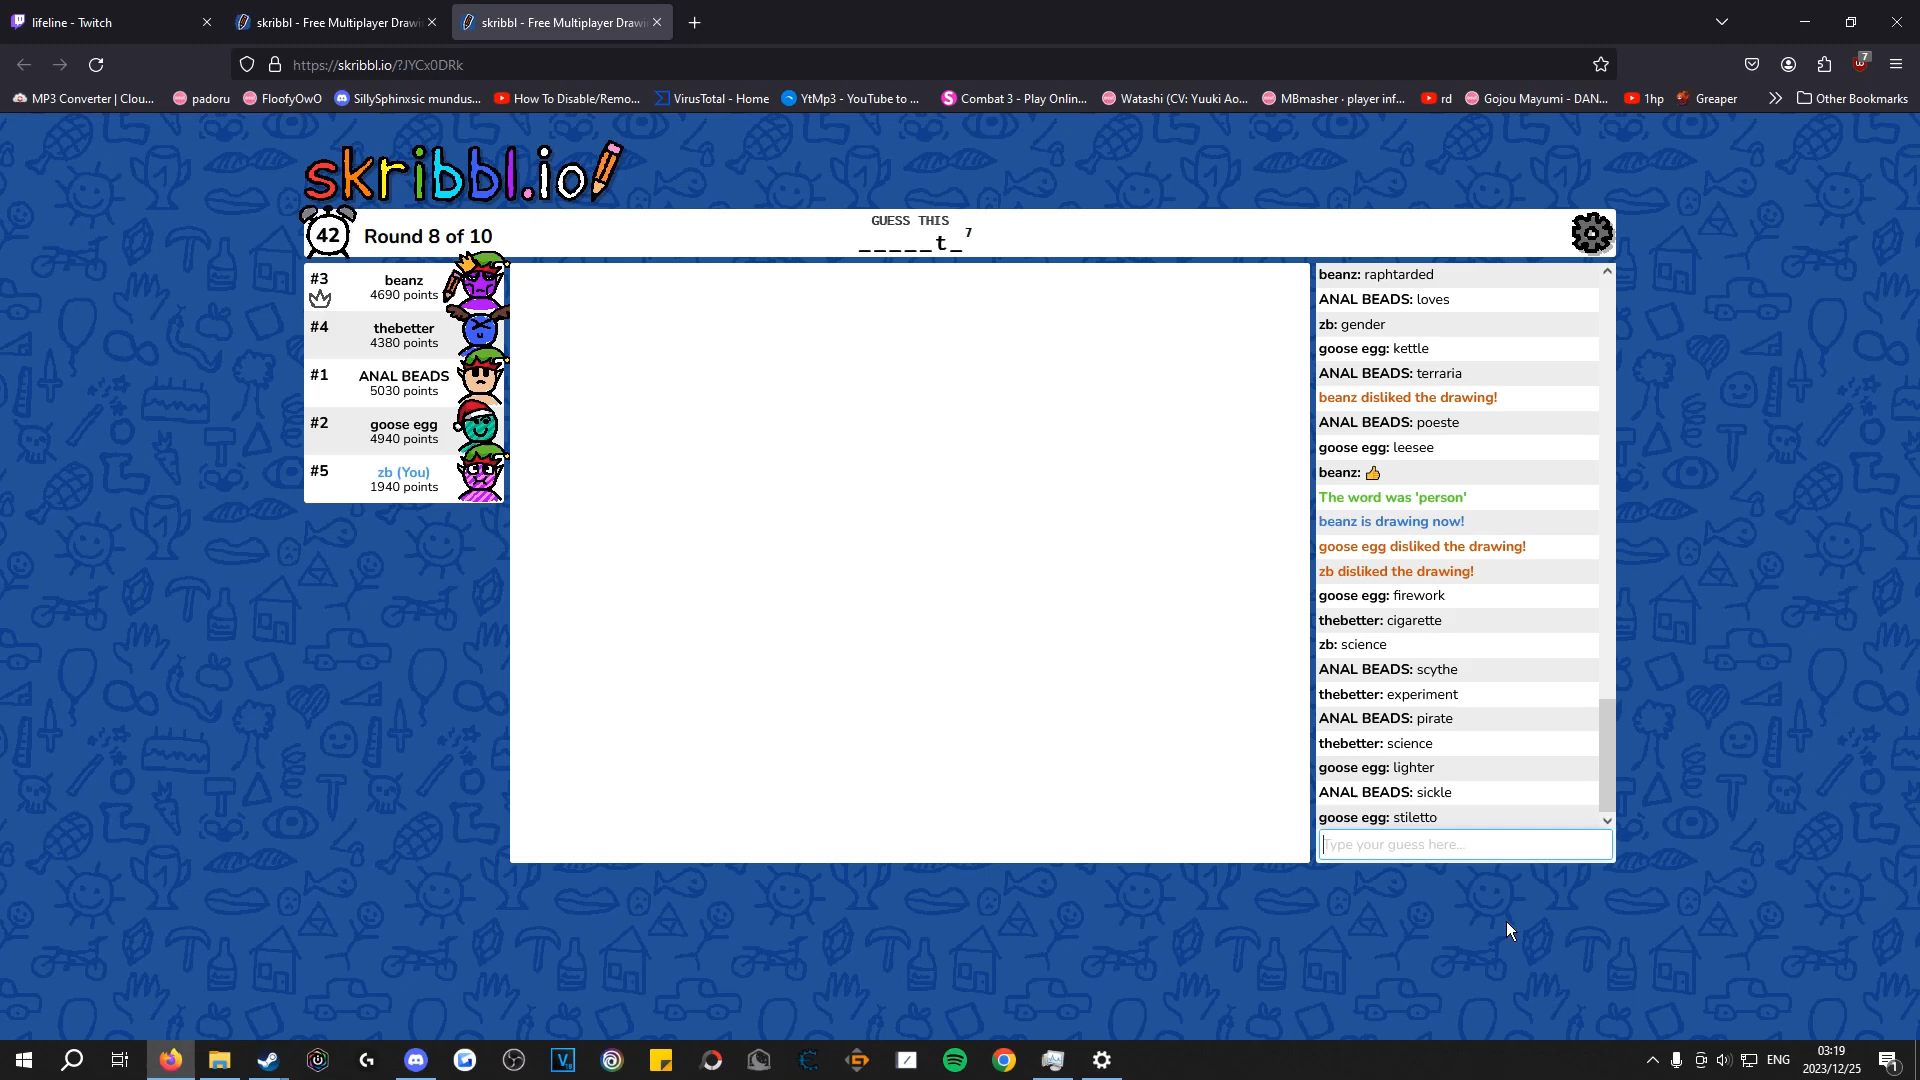 lifeline - Twitch
skribbl - Free Multiplayer Drawi
skribbl - Free Multiplayer Drawi
https://skribbl.io/?JYCx0DRk
7
MP3 Converter | Clou...
padoru
FloofyOwO
SillySphinxsic mundus...
How To Disable/Remo...
VirusTotal - Home
YtMp3 - YouTube to ...
Combat 3 - Play Onlin...
Watashi (CV: Yuuki Ao...
MBmasher · player inf...
rd
Gojou Mayumi - DAN...
1hp
Greaper
Other Bookmarks
skribbl.io
42
Round 8 of 10
GUESS THIS
_____t_ 7
#3
beanz
4690 points
#4
thebetter
4380 points
#1
ANAL BEADS
5030 points
#2
goose egg
4940 points
#5
zb (You)
1940 points
beanz: raphtarded
ANAL BEADS: loves
zb: gender
goose egg: kettle
ANAL BEADS: terraria
beanz disliked the drawing!
ANAL BEADS: poeste
goose egg: leesee
beanz: 👍
The word was 'person'
beanz is drawing now!
goose egg disliked the drawing!
zb disliked the drawing!
goose egg: firework
thebetter: cigarette
zb: science
ANAL BEADS: scythe
thebetter: experiment
ANAL BEADS: pirate
thebetter: science
goose egg: lighter
ANAL BEADS: sickle
goose egg: stiletto
Type your guess here...
ENG
03:19
2023/12/25
1